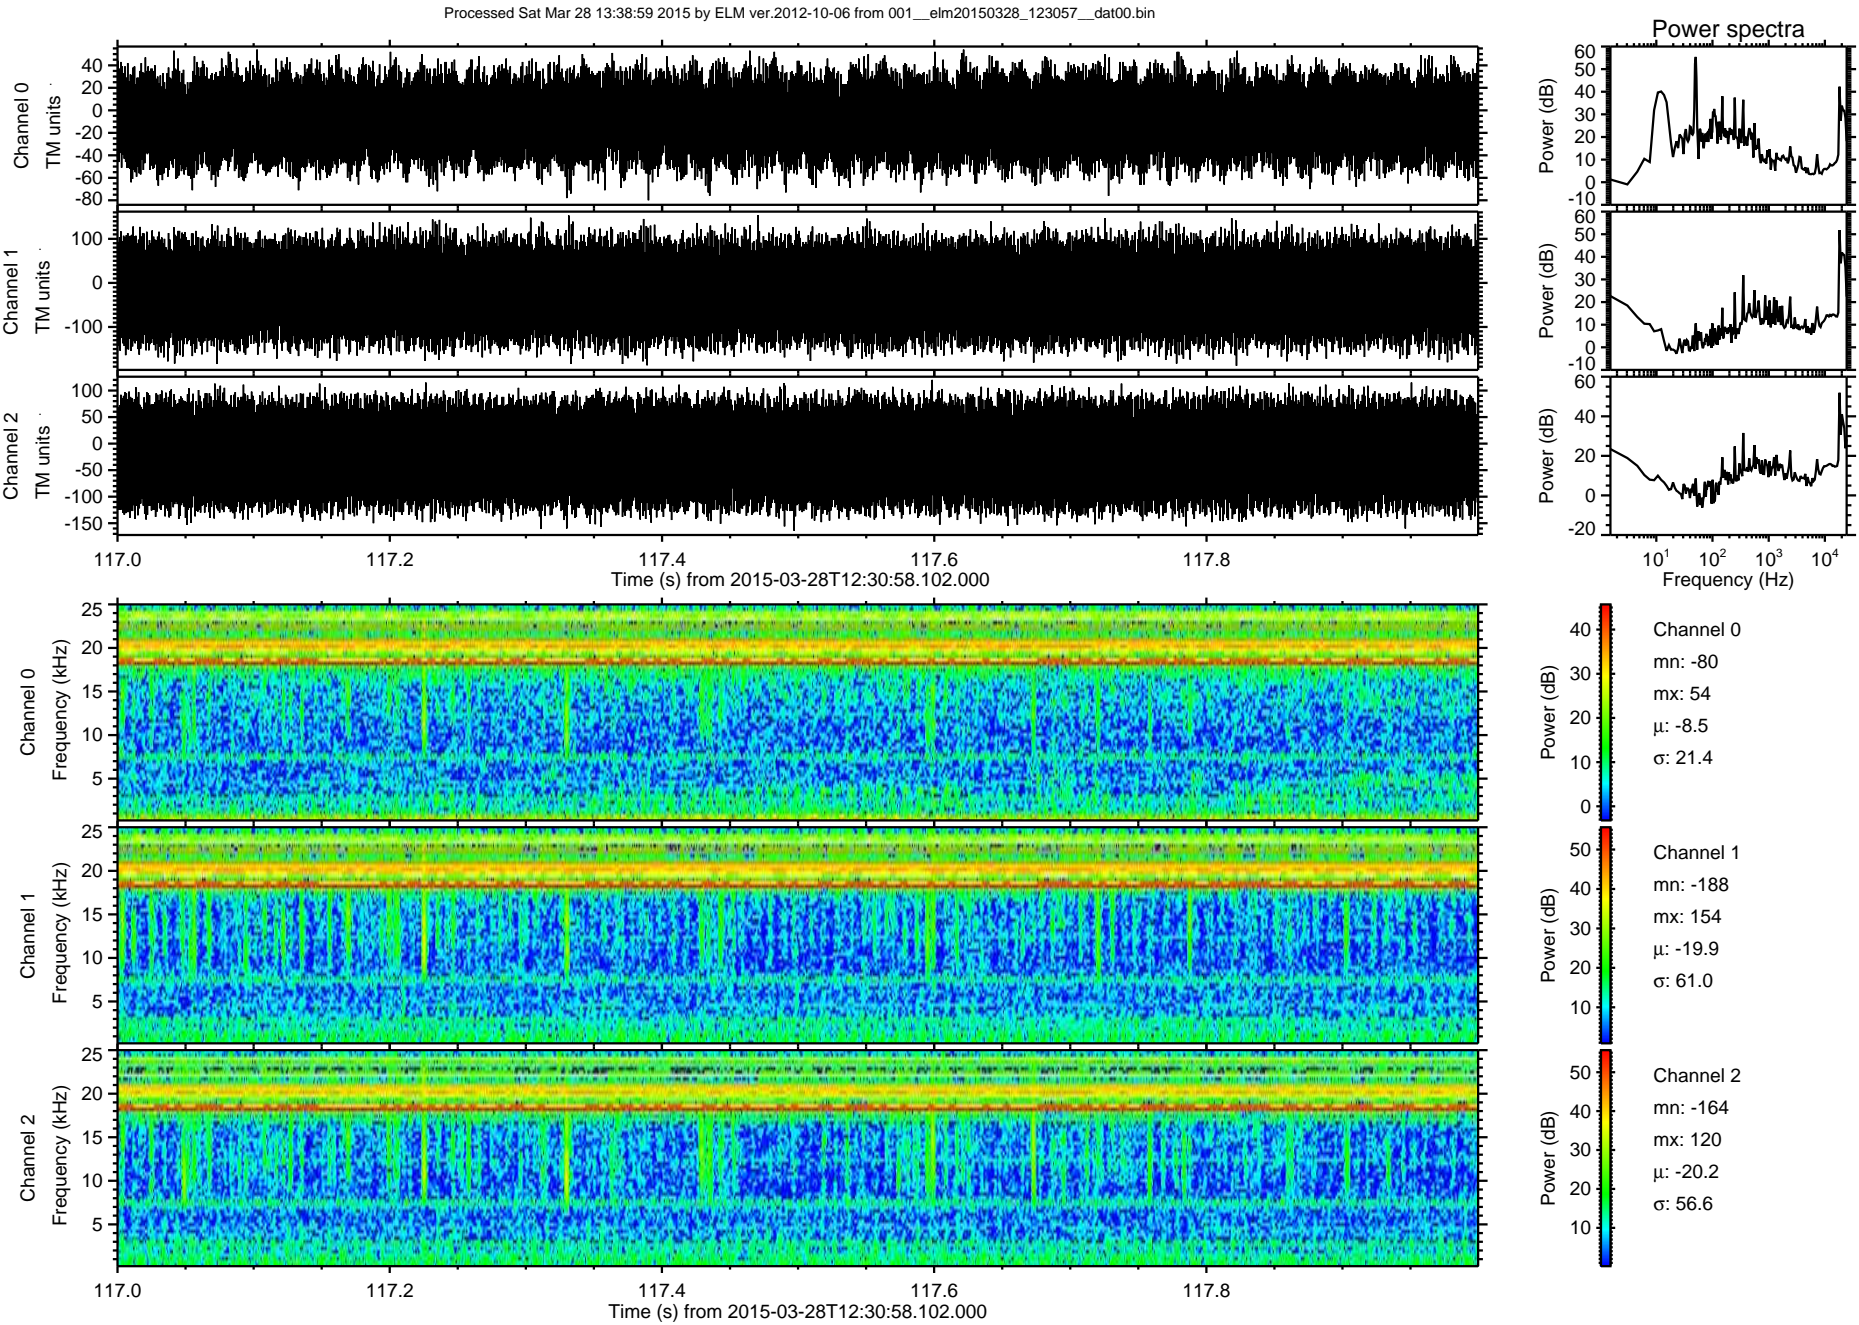 Processed Sat Mar 28 13:38:59 2015 by ELM ver.2012-10-06 from 001__elm20150328_123057__dat00.bin
Power spectra
Channel 0
TM units
40
20
0
-20
-40
-60
-80
Power (dB)
60
50
40
30
20
10
0
-10
Channel 1
TM units
100
0
-100
Power (dB)
60
50
40
30
20
10
0
-10
Channel 2
TM units
100
50
0
-50
-100
-150
Power (dB)
60
40
20
0
-20
117.0 117.2 117.4 117.6 117.8
Time (s) from 2015-03-28T12:30:58.102.000
10^1 10^2 10^3 10^4
Frequency (Hz)
Channel 0
Frequency (kHz)
25
20
15
10
5
Power (dB)
40
30
20
10
0
Channel 0
mn: -80
mx: 54
μ: -8.5
σ: 21.4
Channel 1
Frequency (kHz)
25
20
15
10
5
Power (dB)
50
40
30
20
10
Channel 1
mn: -188
mx: 154
μ: -19.9
σ: 61.0
Channel 2
Frequency (kHz)
25
20
15
10
5
Power (dB)
50
40
30
20
10
Channel 2
mn: -164
mx: 120
μ: -20.2
σ: 56.6
117.0 117.2 117.4 117.6 117.8
Time (s) from 2015-03-28T12:30:58.102.000